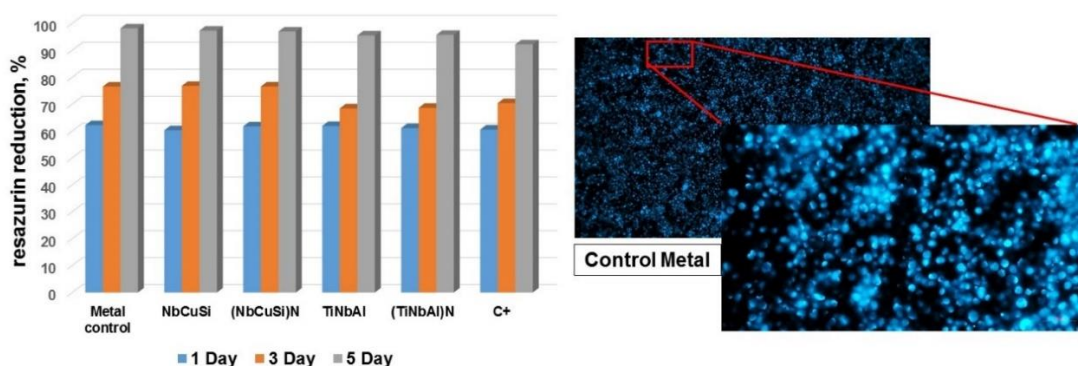 resazurin reduction, %
100
90
80
70
60
50
40
30
20
10
0
Metal control
NbCuSi
(NbCuSi)N
TiNbAl
(TiNbAl)N
C+
1 Day
3 Day
5 Day
Control Metal